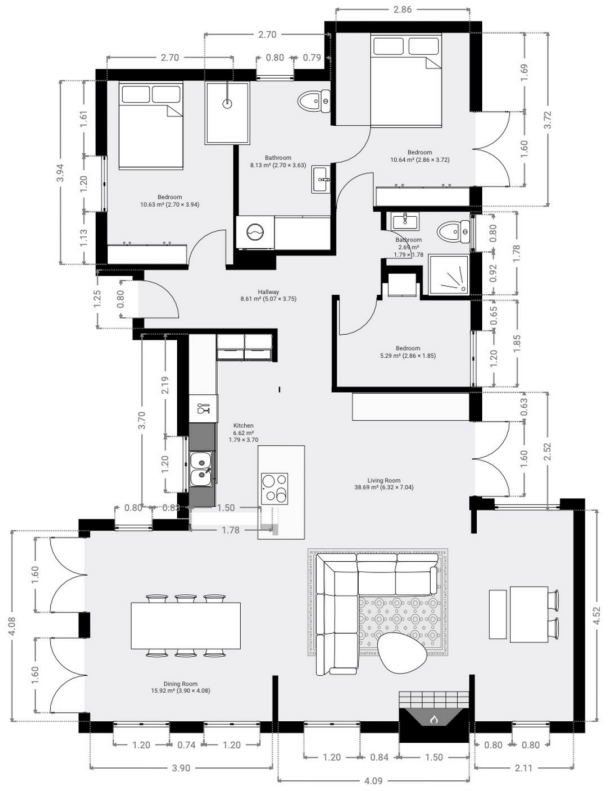 2.86
2.70
2.70
0.80
0.79
1.69
3.72
1.60
3.94
1.61
1.20
1.13
Bathroom
8.13 m² (2.70 × 3.63)
Bedroom
10.64 m² (2.86 × 3.72)
Bedroom
10.63 m² (2.70 × 3.94)
Bathroom
2.69 m²
1.79 × 1.78
0.80
1.78
0.92
1.25
0.80
Hallway
8.61 m² (5.07 × 3.75)
0.65
1.85
1.20
Bedroom
5.29 m² (2.86 × 1.85)
2.19
3.70
1.20
0.63
1.60
2.52
Kitchen
6.62 m²
1.79 × 3.70
Living Room
38.69 m² (6.32 × 7.04)
0.80
1.50
1.78
1.60
4.08
1.60
4.52
Dining Room
15.92 m² (3.90 × 4.08)
1.20
0.74
1.20
1.20
0.84
1.50
0.80
0.80
3.90
4.09
2.11